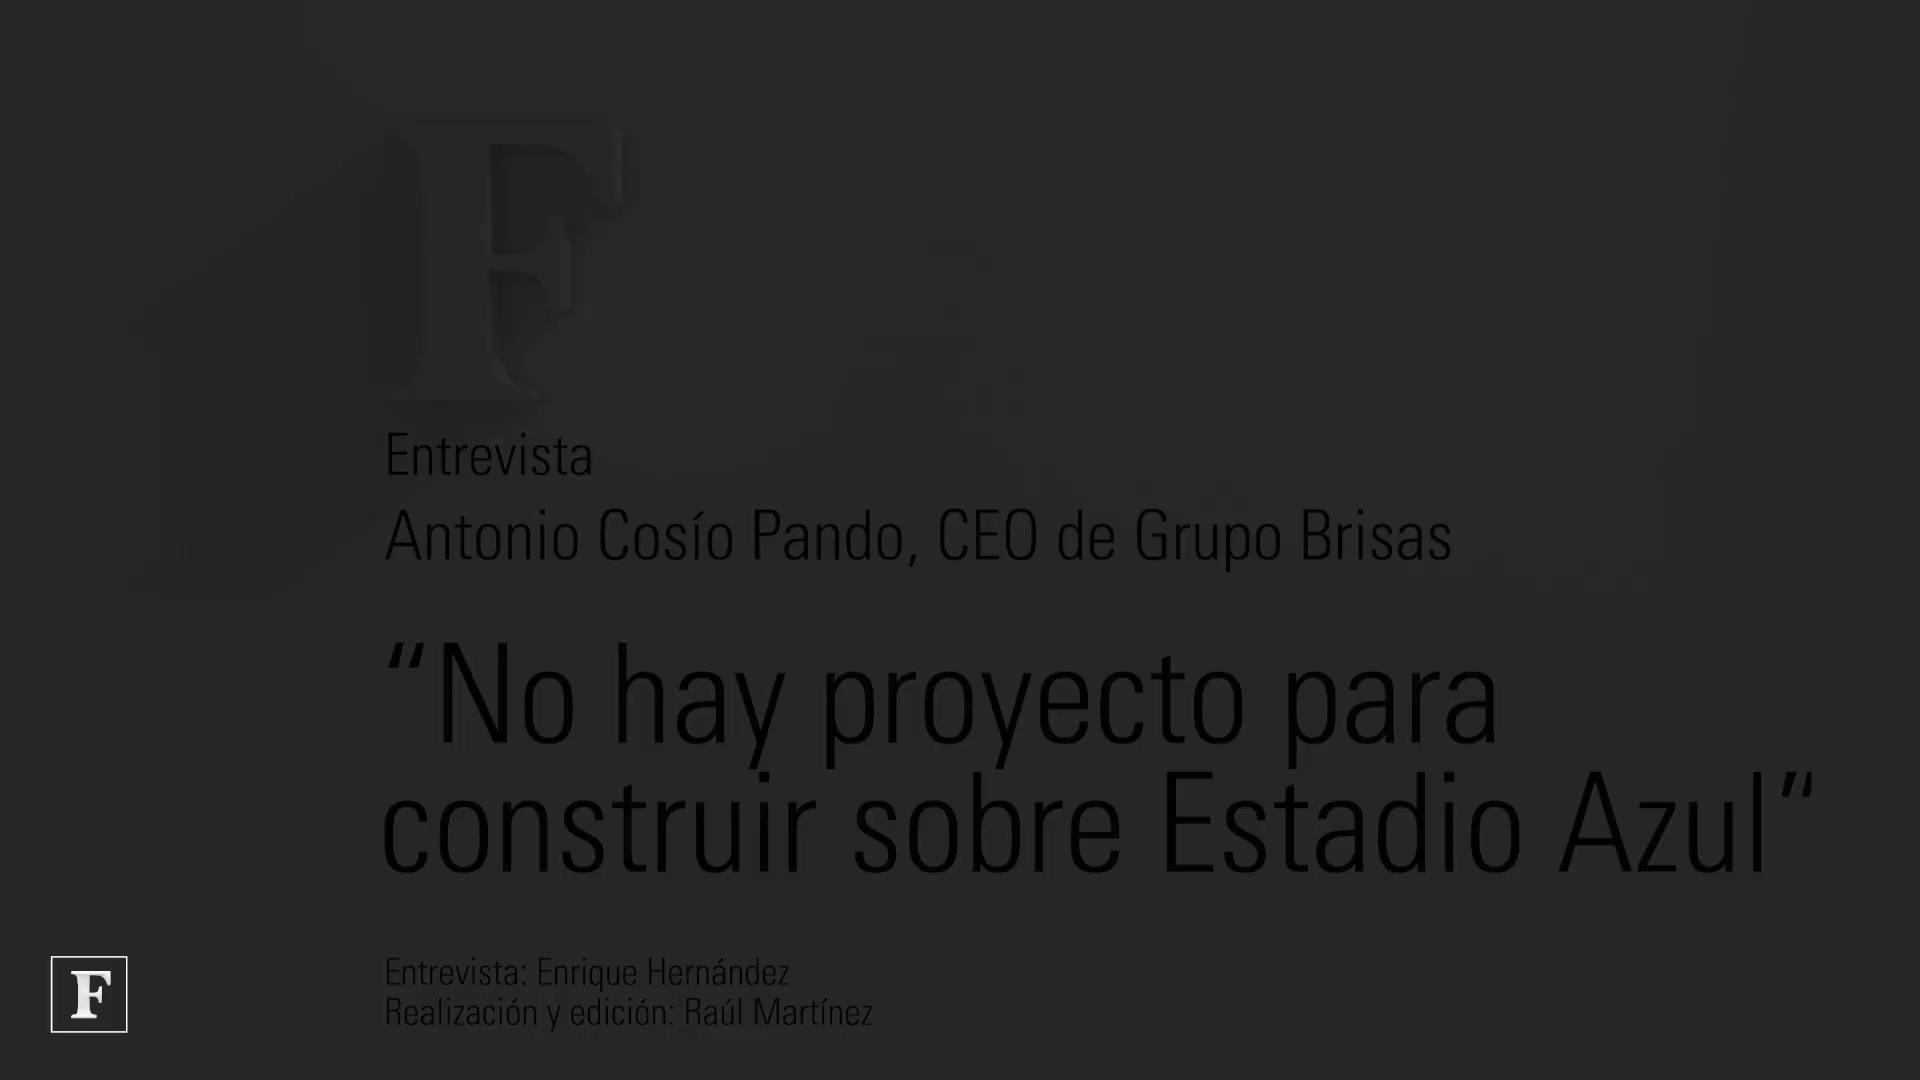 F
Entrevista
Antonio Cosío Pando, CEO de Grupo Brisas
“No hay proyecto para
construir sobre Estadio Azul“
Entrevista: Enrique Hernández
Realización y edición: Raúl Martínez
F